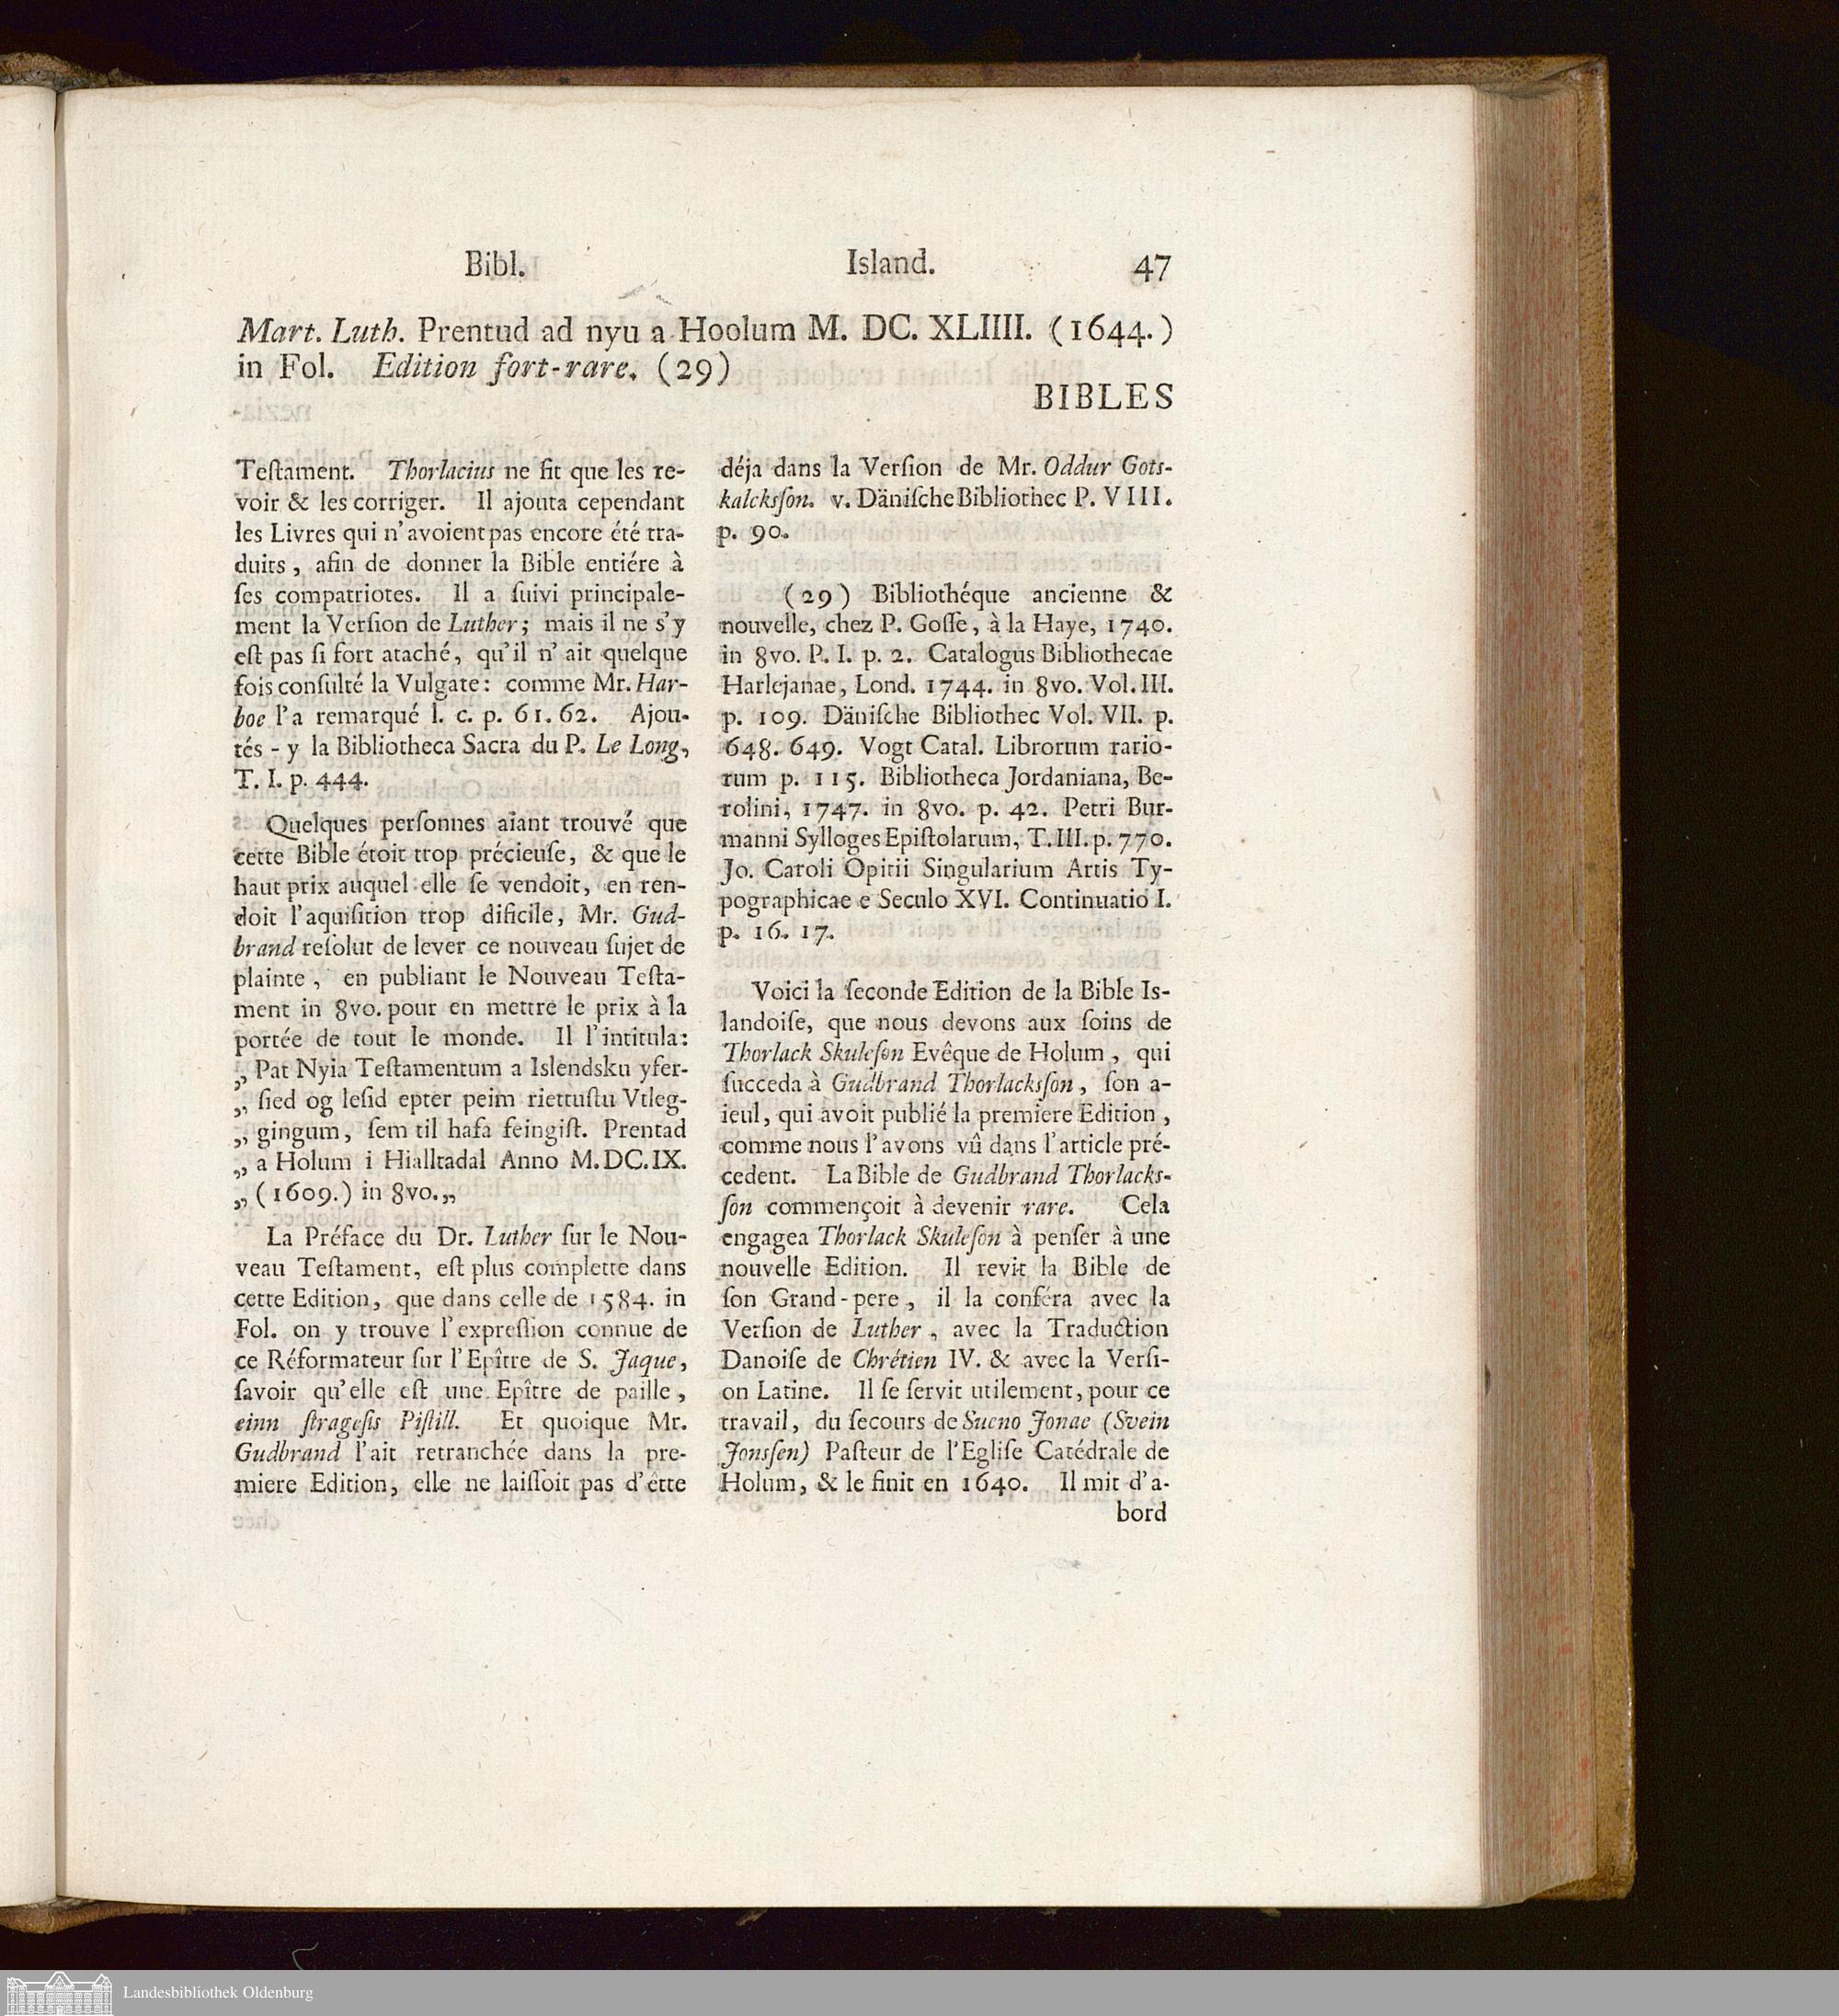 Bibl. Island. 47
Mart. Luth. Prentud ad nyu a Hoolum M. DC. XLIIII. (1644.)
in Fol. Edition fort-rare. (29)
BIBLES
Teſtament. Thorlacius ne fit que les re-
voir & les corriger. Il ajouta cependant
les Livres qui n'avoient pas encore été tra-
duits, afin de donner la Bible entiére à
ſes compatriotes. Il a ſuivi principale-
ment la Verſion de Luther; mais il ne s'y
eſt pas ſi fort ataché, qu'il n' ait quelque
fois conſulté la Vulgate: comme Mr. Har-
boe l'a remarqué l. c. p. 61. 62. Ajou-
tés-y la Bibliotheca Sacra du P. Le Long,
T. I. p. 444.
Quelques perſonnes aiant trouvé que
cette Bible étoit trop précieuſe, & que le
haut prix auquel elle ſe vendoit, en ren-
doit l'aquiſition trop dificile, Mr. Gud-
brand reſolut de lever ce nouveau ſujet de
plainte, en publiant le Nouveau Teſta-
ment in 8vo. pour en mettre le prix à la
portée de tout le monde. Il l'intitula:
„ Pat Nyia Teſtamentum a Islendsku yfer-
„ ſied og leſid epter peim riettuſtu Vtleg-
„ gingum, ſem til hafa feingiſt. Prentad
„ a Holum i Hialltadal Anno M.DC.IX.
„ (1609.) in 8vo.„
La Préface du Dr. Luther ſur le Nou-
veau Teſtament, eſt plus complette dans
cette Edition, que dans celle de 1584. in
Fol. on y trouve l'expreſſion connue de
ce Réformateur ſur l'Epître de S. Jaque,
ſavoir qu'elle eſt une Epître de paille,
einn ſtrageſis Piſtill. Et quoique Mr.
Gudbrand l'ait retranchée dans la pre-
miere Edition, elle ne laiſſoit pas d'être
déja dans la Verſion de Mr. Oddur Gots-
kalcksſon. v. Däniſche Bibliothec P. VIII.
p. 90.
(29) Bibliothéque ancienne &
nouvelle, chez P. Goſſe, à la Haye, 1740.
in 8vo. P. I. p. 2. Catalogus Bibliothecae
Harlejanae, Lond. 1744. in 8vo. Vol. III.
p. 109. Däniſche Bibliothec Vol. VII. p.
648. 649. Vogt Catal. Librorum rario-
rum p. 115. Bibliotheca Jordaniana, Be-
rolini, 1747. in 8vo. p. 42. Petri Bur-
manni Sylloges Epiſtolarum, T. III. p. 770.
Jo. Caroli Opitii Singularium Artis Ty-
pographicae e Seculo XVI. Continuatio I.
p. 16. 17.
Voici la ſeconde Edition de la Bible Is-
landoiſe, que nous devons aux ſoins de
Thorlack Skuleſon Evêque de Holum, qui
ſucceda à Gudbrand Thorlacksſon, ſon a-
ieul, qui avoit publié la premiere Edition,
comme nous l'avons vû dans l'article pré-
cedent. La Bible de Gudbrand Thorlacks-
ſon commençoit à devenir rare. Cela
engagea Thorlack Skuleſon à penſer à une
nouvelle Edition. Il revit la Bible de
ſon Grand-pere, il la conféra avec la
Verſion de Luther, avec la Traduction
Danoiſe de Chrétien IV. & avec la Verſi-
on Latine. Il ſe ſervit utilement, pour ce
travail, du ſecours de Sueno Jonae (Svein
Jonsſen) Paſteur de l'Egliſe Catédrale de
Holum, & le finit en 1640. Il mit d'a-
bord
Landesbibliothek Oldenburg